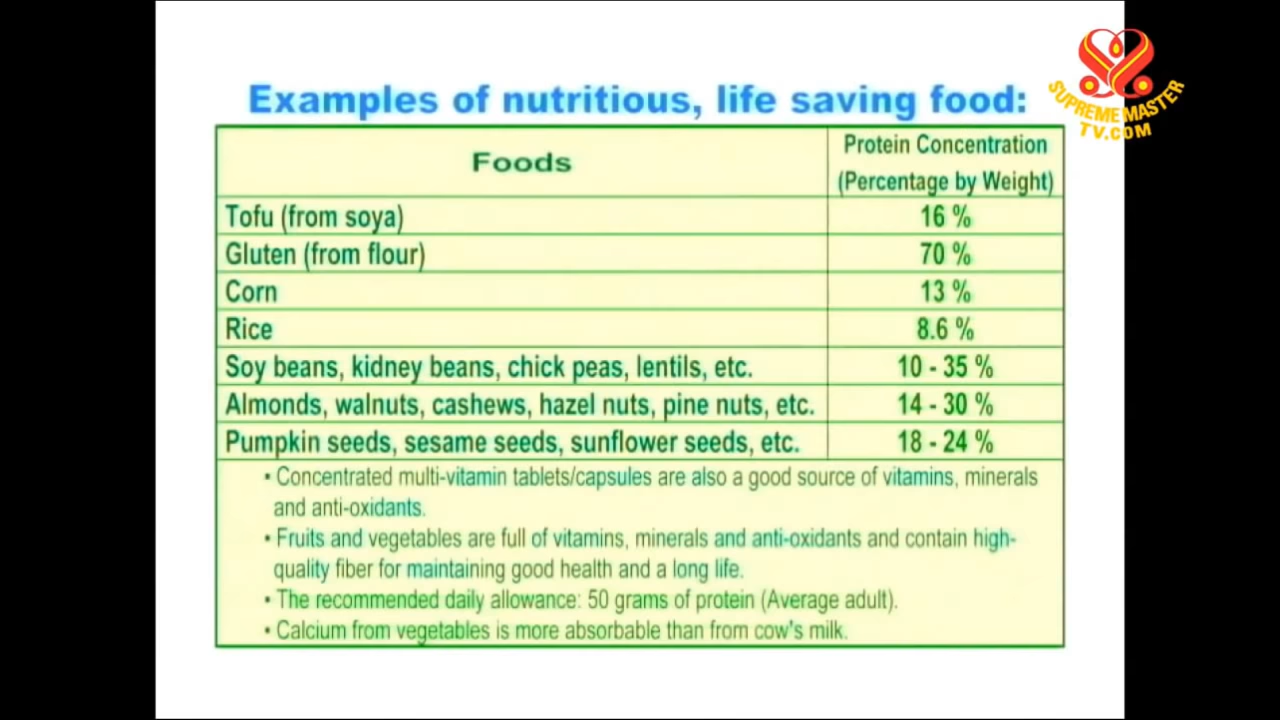 SUPREME MASTER
TV.COM
Examples of nutritious, life saving food:
Foods
Protein Concentration
(Percentage by Weight)
Tofu (from soya) 16 %
Gluten (from flour) 70 %
Corn 13 %
Rice 8.6 %
Soy beans, kidney beans, chick peas, lentils, etc. 10 - 35 %
Almonds, walnuts, cashews, hazel nuts, pine nuts, etc. 14 - 30 %
Pumpkin seeds, sesame seeds, sunflower seeds, etc. 18 - 24 %
• Concentrated multi-vitamin tablets/capsules are also a good source of vitamins, minerals
and anti-oxidants.
• Fruits and vegetables are full of vitamins, minerals and anti-oxidants and contain high-
quality fiber for maintaining good health and a long life.
• The recommended daily allowance: 50 grams of protein (Average adult).
• Calcium from vegetables is more absorbable than from cow's milk.